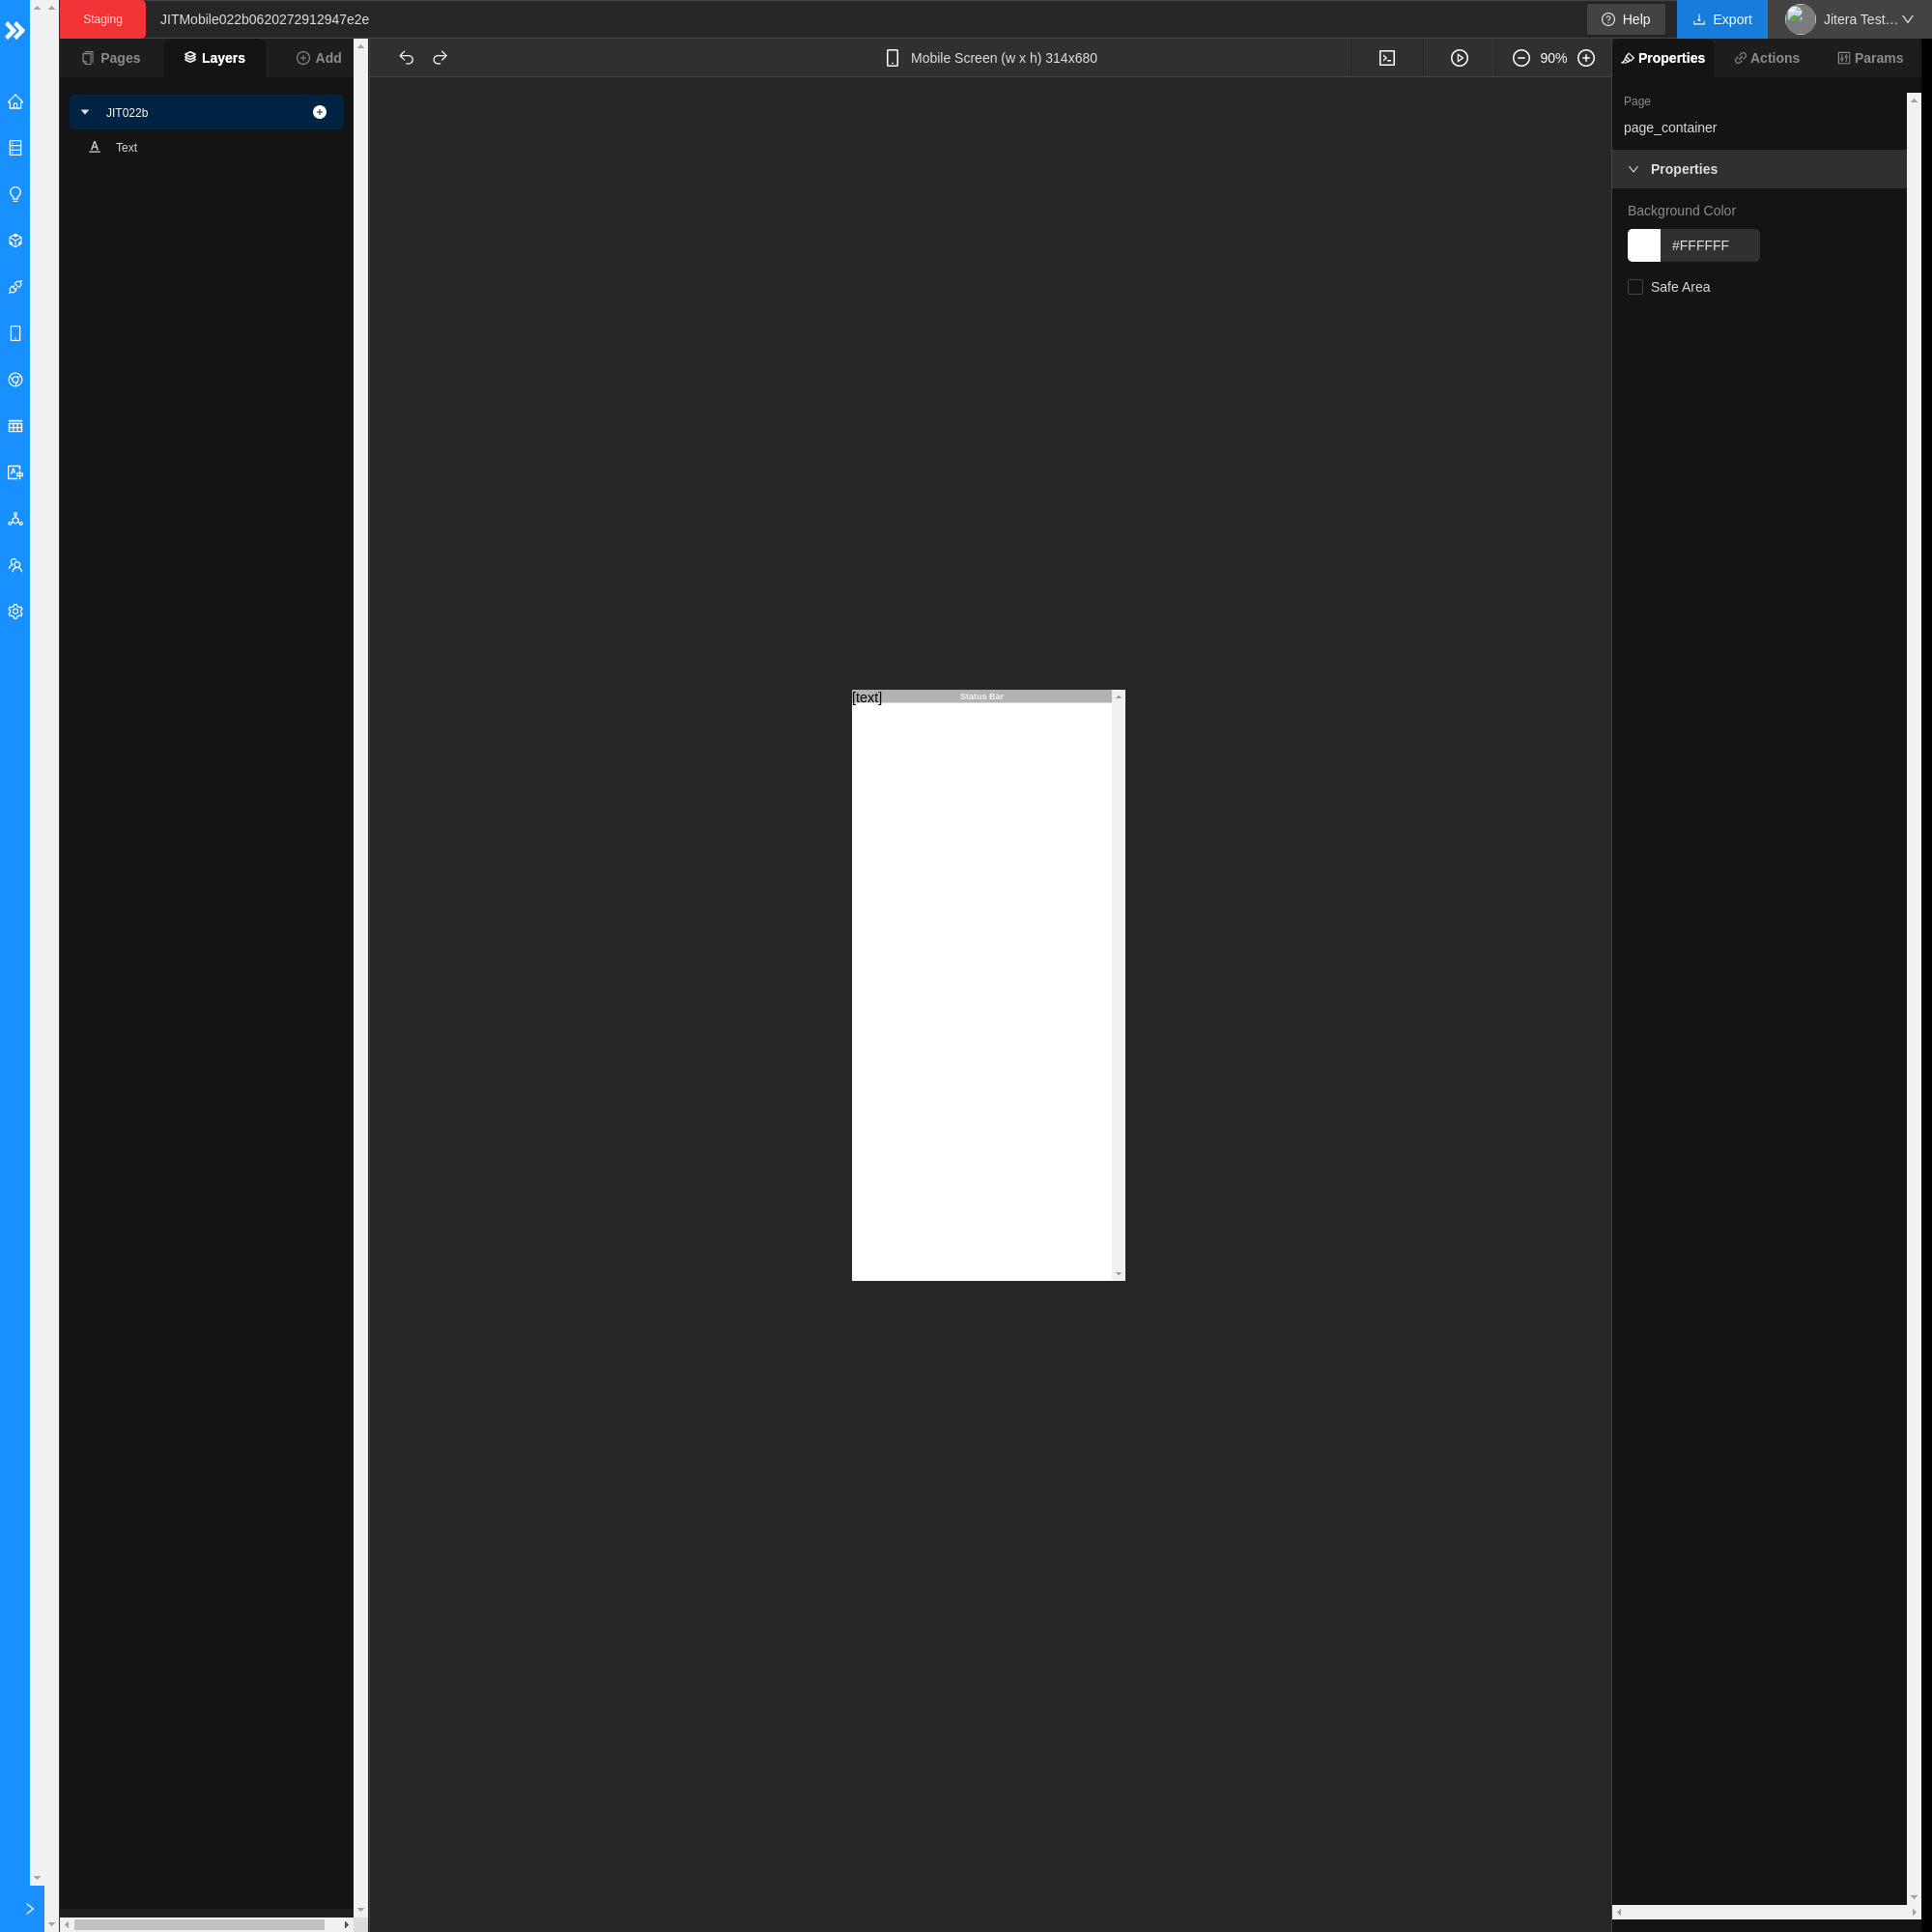 Staging
JITMobile022b0620272912947e2e
Help
Export
Jitera Test...
Pages
Layers
Add
Mobile Screen (w x h) 314x680
90%
Properties
Actions
Params
JIT022b
Text
Page
page_container
Properties
Background Color
#FFFFFF
Safe Area
[text]
Status Bar